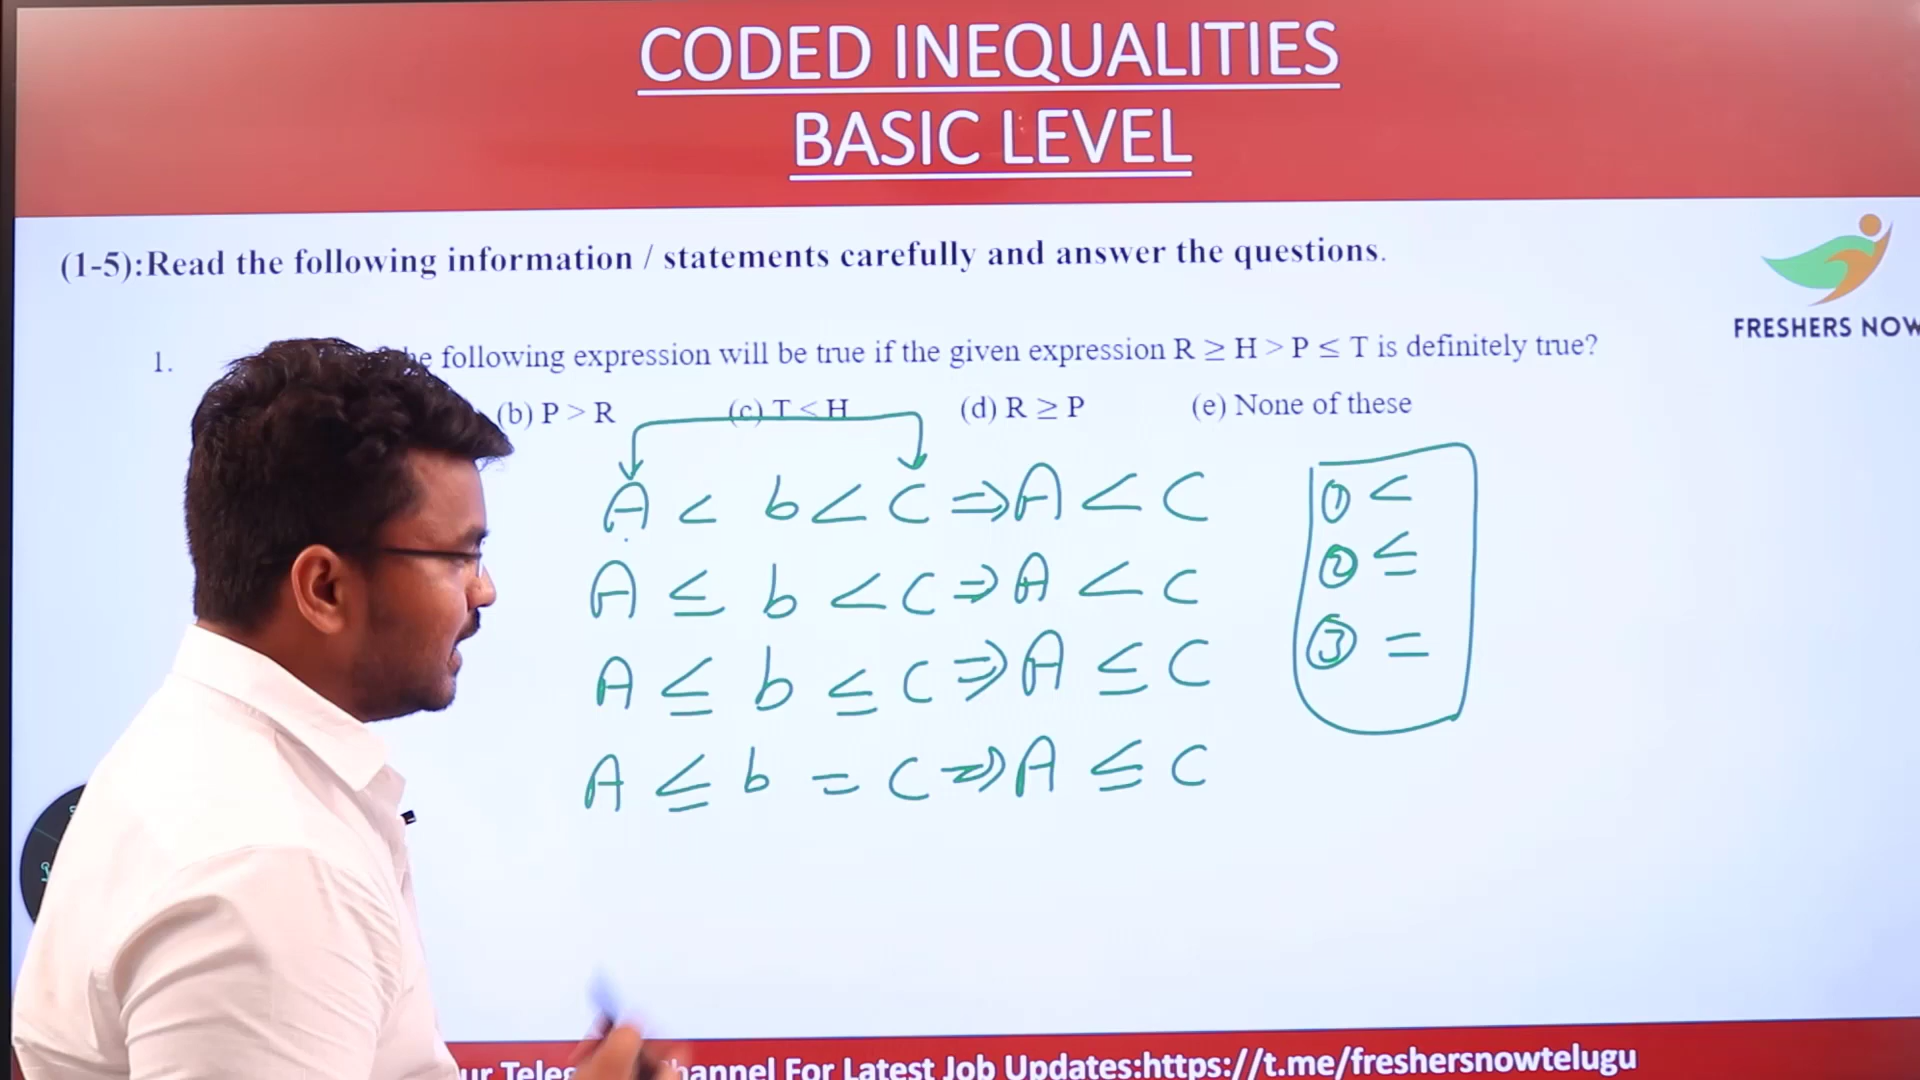 CODED INEQUALITIES
BASIC LEVEL
(1-5):Read the following information / statements carefully and answer the questions.
FRESHERS NOW
1. he following expression will be true if the given expression R ≥ H > P ≤ T is definitely true?
(b) P > R (c) T < H (d) R ≥ P (e) None of these
A < b < C ⇒ A < C
A ≤ b < C ⇒ A < C
A ≤ b ≤ C ⇒ A ≤ C
A ≤ b = C ⇒ A ≤ C
① <
② ≤
③ =
ur Teleg hannel For Latest Job Updates:https://t.me/freshersnowtelugu